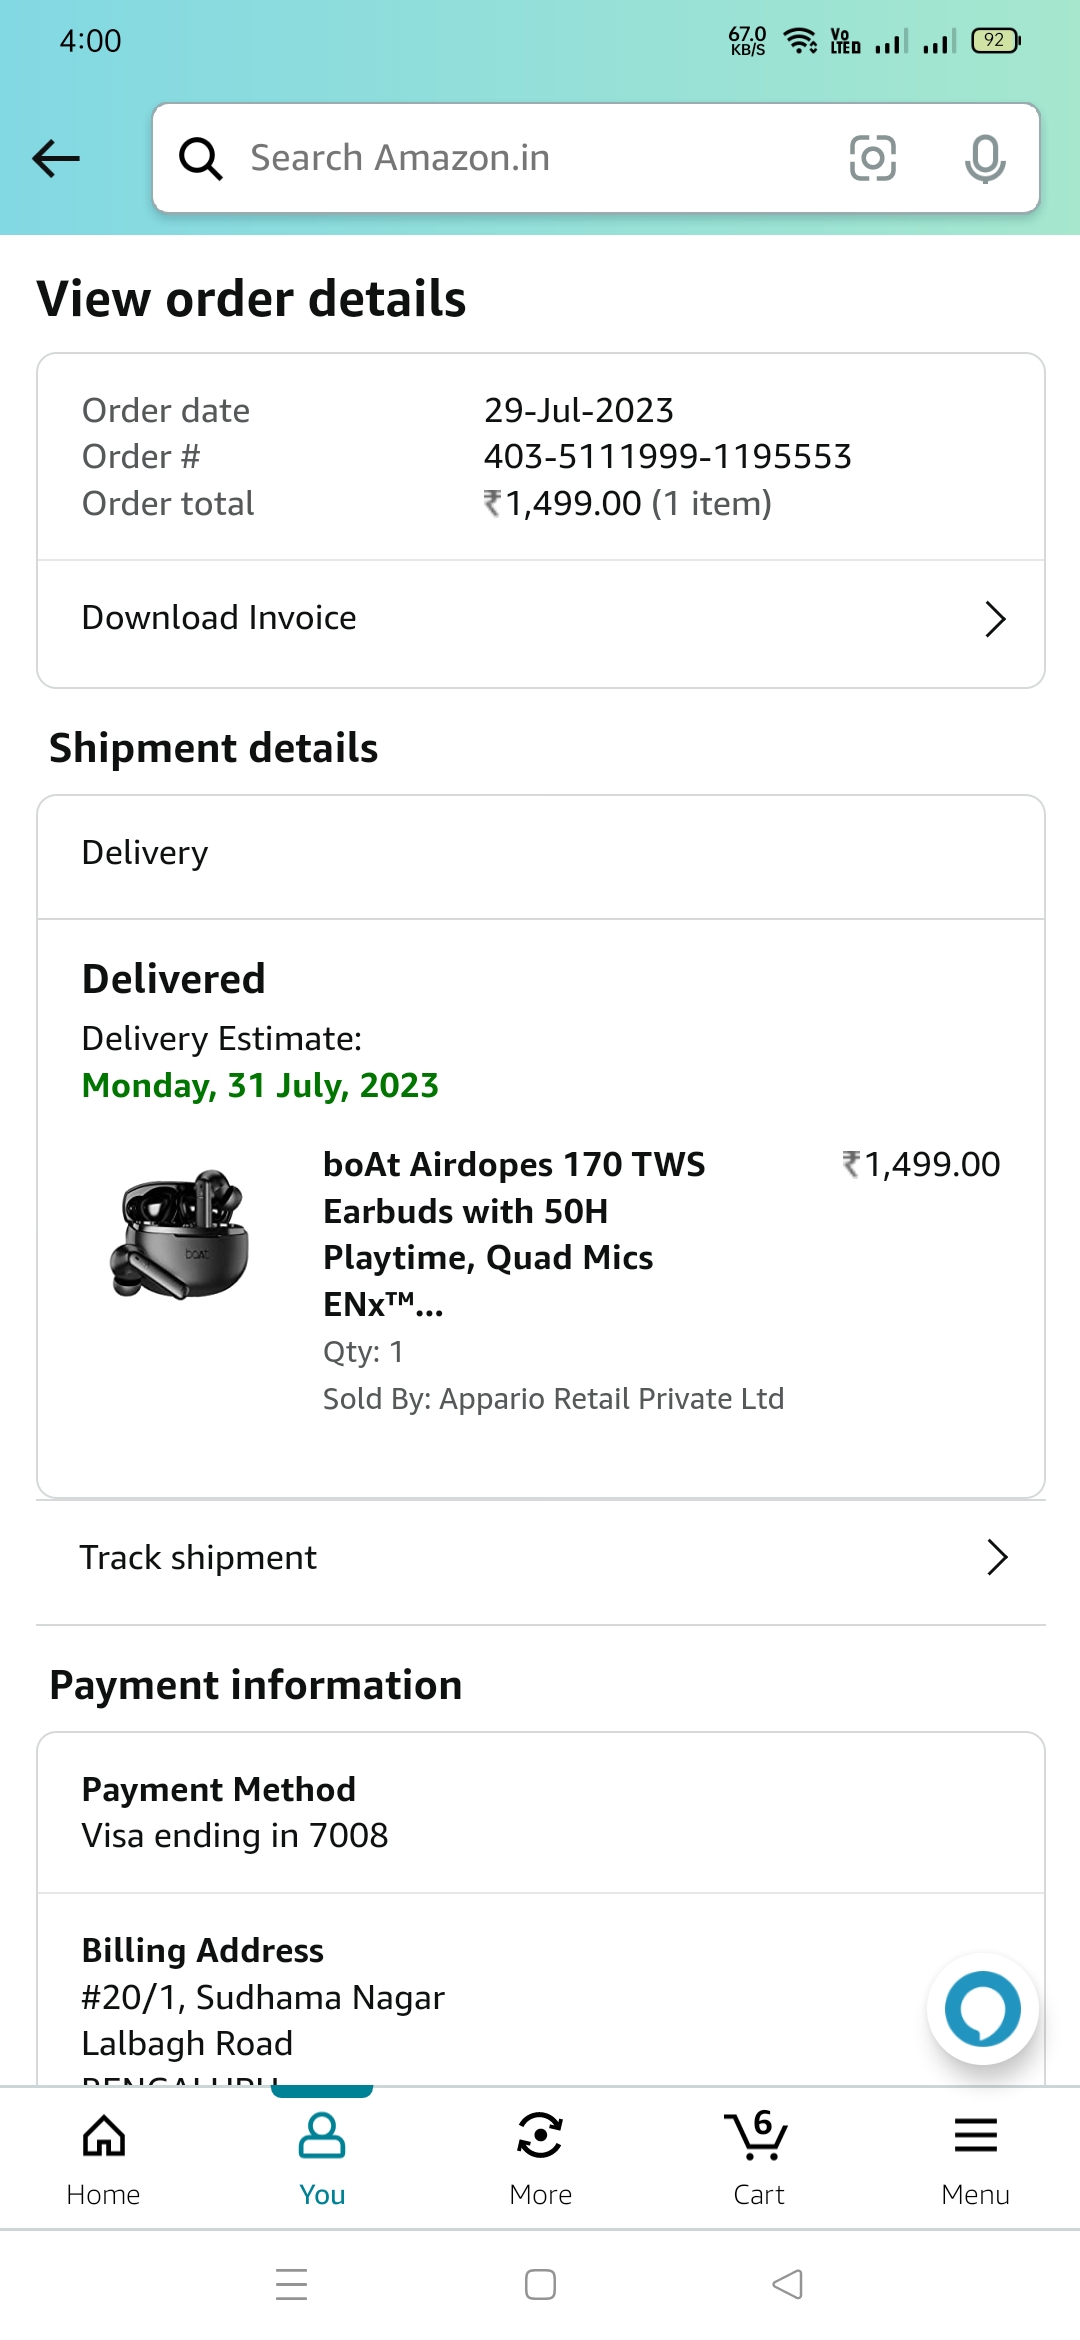 4:00
67.0
KB/S
Vo
LTED
92
Search Amazon.in
View order details
Order date 29-Jul-2023
Order # 403-5111999-1195553
Order total ₹1,499.00 (1 item)
Download Invoice
Shipment details
Delivery
Delivered
Delivery Estimate:
Monday, 31 July, 2023
boAt Airdopes 170 TWS ₹1,499.00
Earbuds with 50H
Playtime, Quad Mics
ENx™...
Qty: 1
Sold By: Appario Retail Private Ltd
boAt
Track shipment
Payment information
Payment Method
Visa ending in 7008
Billing Address
#20/1, Sudhama Nagar
Lalbagh Road
BENGALURU
6
Home You More Cart Menu